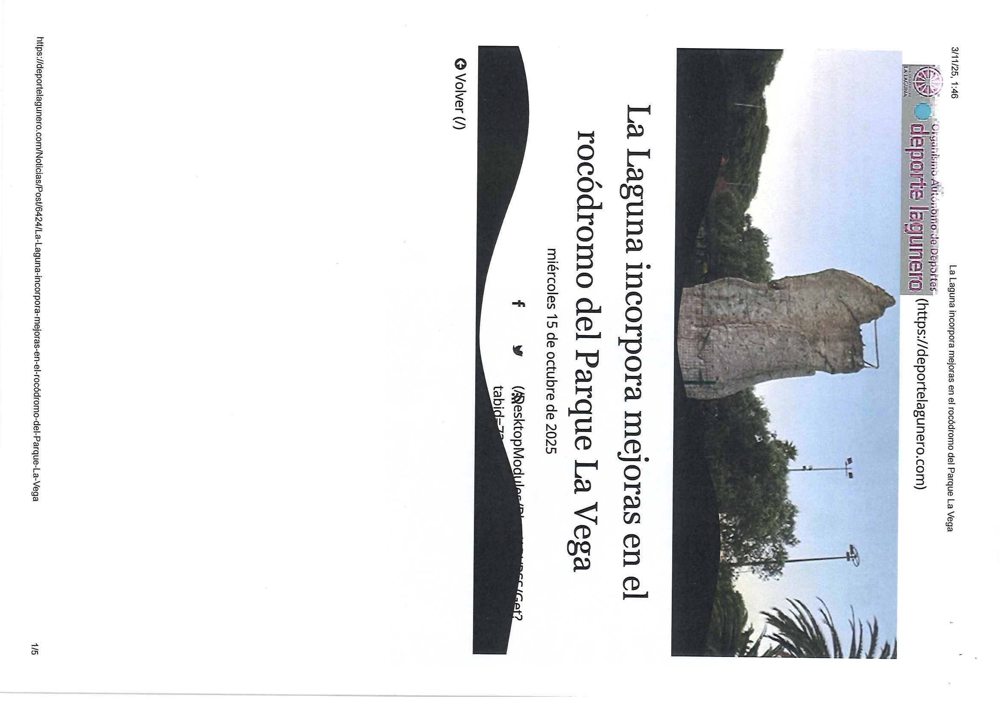 3/11/25, 1:46
La Laguna incorpora mejoras en el rocódromo del Parque La Vega
LA LAGUNA
Organismo Autónomo de Deportes
deporte lagunero
(https://deportelagunero.com)
La Laguna incorpora mejoras en el
rocódromo del Parque La Vega
miércoles 15 de octubre de 2025
(/DesktopModules/ /RSS/Get?
tabid=
Volver (/)
https://deportelagunero.com/Noticias/Post/6424/La-Laguna-incorpora-mejoras-en-el-rocódromo-del-Parque-La-Vega
1/5